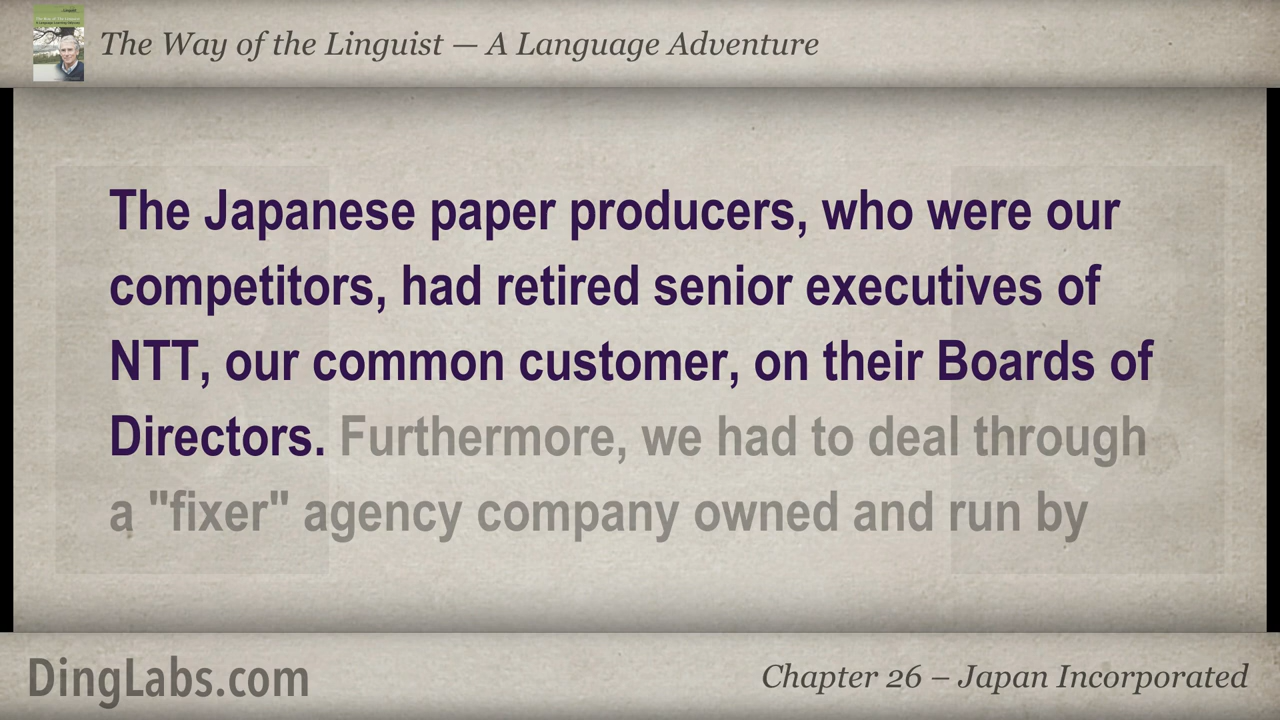 The Way of the Linguist — A Language Adventure
The Japanese paper producers, who were our
competitors, had retired senior executives of
NTT, our common customer, on their Boards of
Directors. Furthermore, we had to deal through
a "fixer" agency company owned and run by
DingLabs.com
Chapter 26 – Japan Incorporated